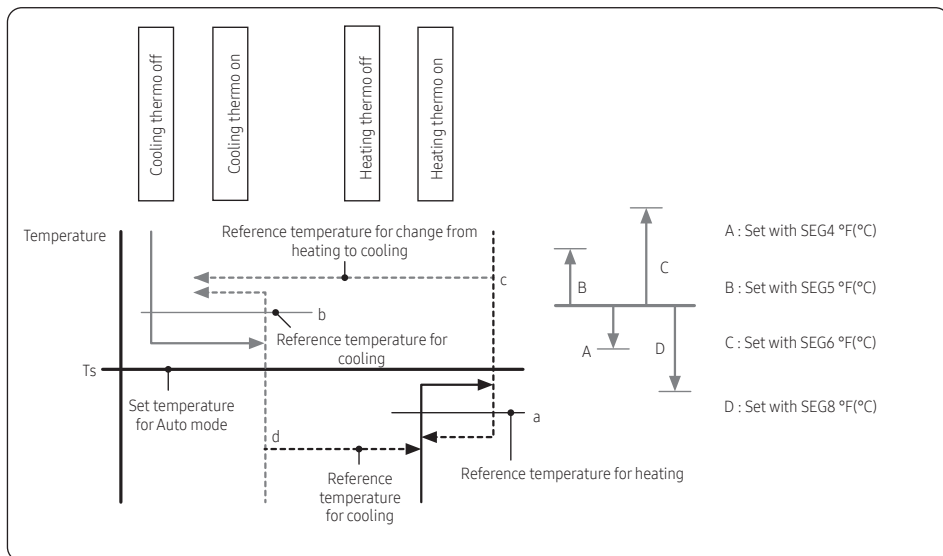 Cooling thermo off
Cooling thermo on
Heating thermo off
Heating thermo on
Temperature
Reference temperature for change from
heating to cooling
c
b
Reference temperature for
cooling
Ts
Set temperature
for Auto mode
a
d
Reference temperature for heating
Reference
temperature
for cooling
B
C
A
D
A : Set with SEG4 °F(°C)
B : Set with SEG5 °F(°C)
C : Set with SEG6 °F(°C)
D : Set with SEG8 °F(°C)